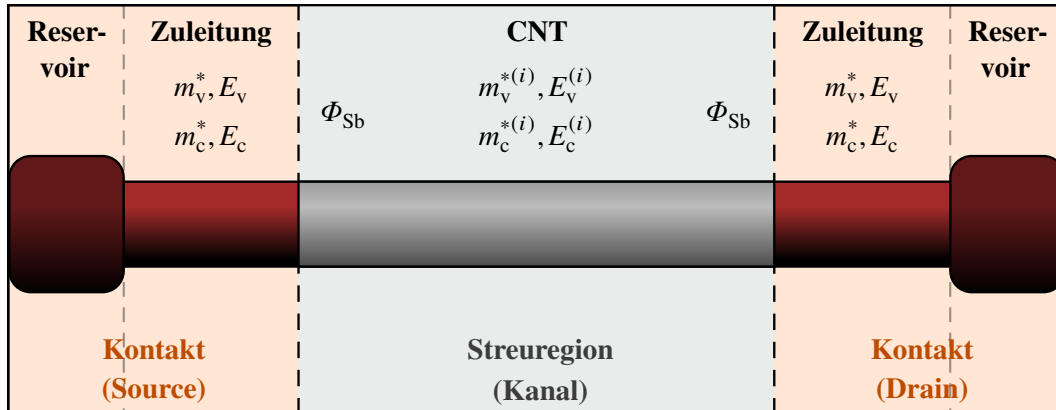 Reser-
voir
Zuleitung
CNT
Zuleitung
Reser-
voir
m*v, Ev
m*c, Ec
ΦSb
m*(i)v, E(i)v
m*(i)c, E(i)c
ΦSb
m*v, Ev
m*c, Ec
Kontakt
(Source)
Streuregion
(Kanal)
Kontakt
(Drain)